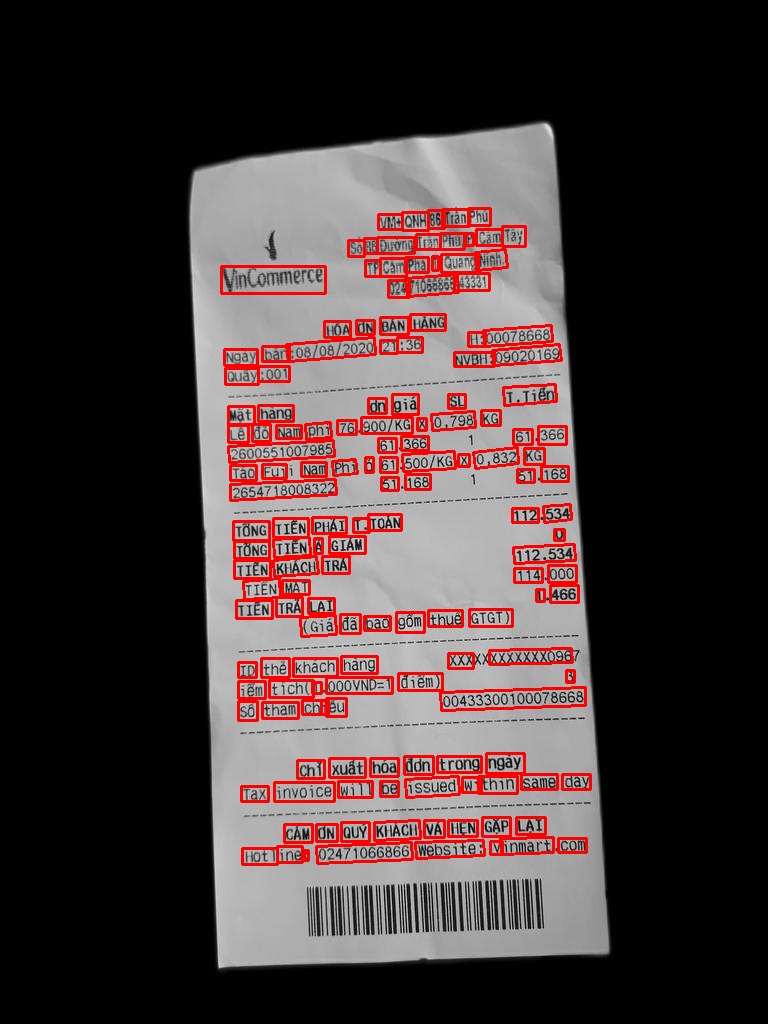 VinCommerce
VM+ QNH 86 Trần Phú
Số 86 Đường Trần Phú, P. Cẩm Tây
TP Cẩm Phả, T. Quảng Ninh.
02471066866-43331
HÓA ĐƠN BÁN HÀNG
Ngày bán:08/08/2020 21:36 HĐ:00078668
Quầy:001 NVBH:09020169
Mặt hàng Đơn giá SL T.Tiền
Lê đỏ Nam phi 76.900/KG x 0,798 KG
2600551007985 61.366 1 61.366
Táo Fuji Nam Phi 61.500/KG x 0,832 KG
2654718008322 51.168 1 51.168
TỔNG TIỀN PHẢI T.TOÁN 112.534
TỔNG TIỀN ĐÃ GIẢM 0
TIỀN KHÁCH TRẢ 112.534
TIỀN MẶT 114.000
TIỀN TRẢ LẠI 1.466
(Giá đã bao gồm thuế GTGT)
ID thẻ khách hàng XXXXXXXXXXXX0967
Điểm tích(1.000VND=1 điểm)
Số tham chiếu 00433300100078668
Chỉ xuất hóa đơn trong ngày
Tax invoice will be issued within same day
CẢM ƠN QUÝ KHÁCH VÀ HẸN GẶP LẠI
Hotline: 02471066866 Website: vinmart.com